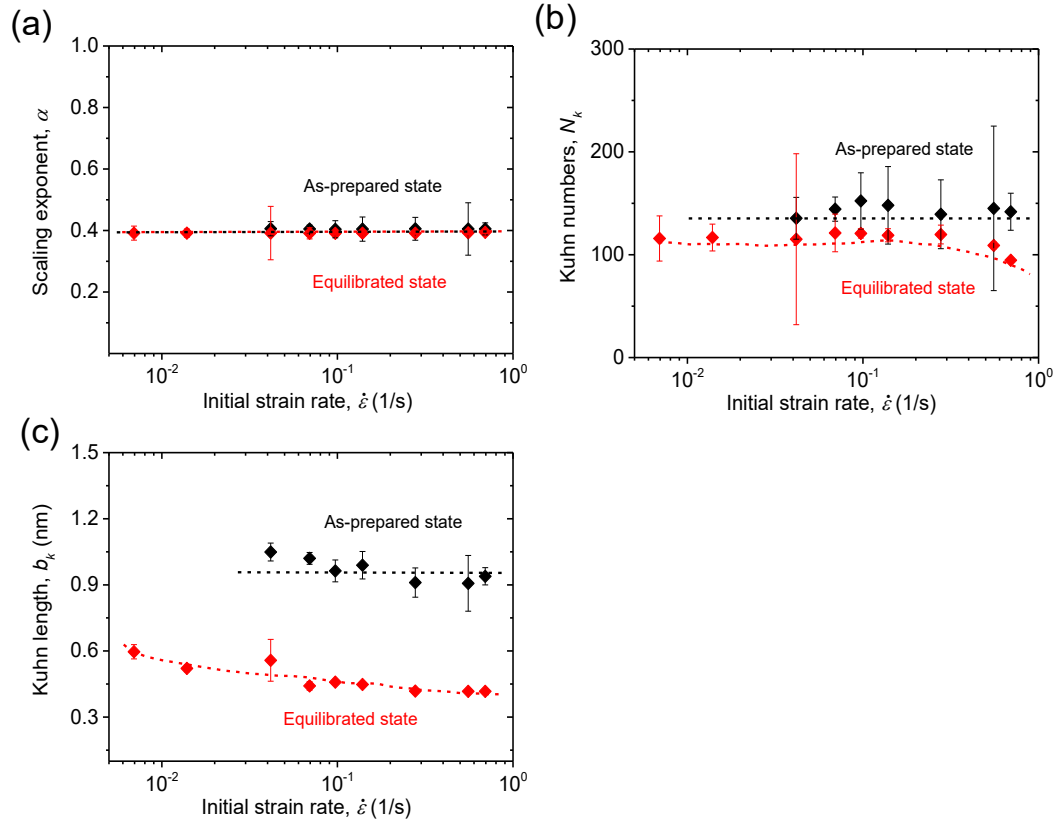 (a)
1.0
0.8
0.6
0.4
0.2
Scaling exponent, α
As-prepared state
Equilibrated state
10⁻²
10⁻¹
10⁰
Initial strain rate, ε̇ (1/s)
(b)
300
200
100
0
Kuhn numbers, Nₖ
As-prepared state
Equilibrated state
10⁻²
10⁻¹
10⁰
Initial strain rate, ε̇ (1/s)
(c)
1.5
1.2
0.9
0.6
0.3
Kuhn length, b_k (nm)
As-prepared state
Equilibrated state
10⁻²
10⁻¹
10⁰
Initial strain rate, ε̇ (1/s)